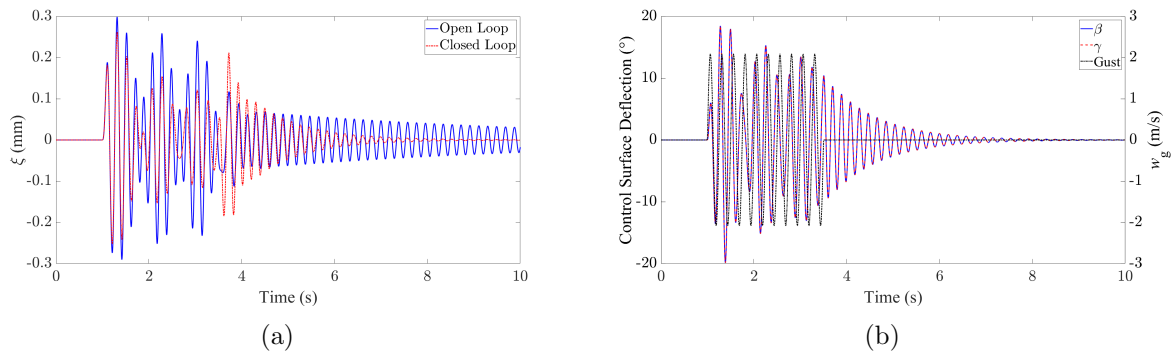 0.3
0.2
0.1
0
-0.1
-0.2
-0.3
ξ (mm)
0 2 4 6 8 10
Time (s)
Open Loop
Closed Loop
(a)
20
10
0
-10
-20
Control Surface Deflection (°)
0 2 4 6 8 10
Time (s)
3
2
1
0
-1
-2
-3
w_g (m/s)
β
γ
Gust
(b)